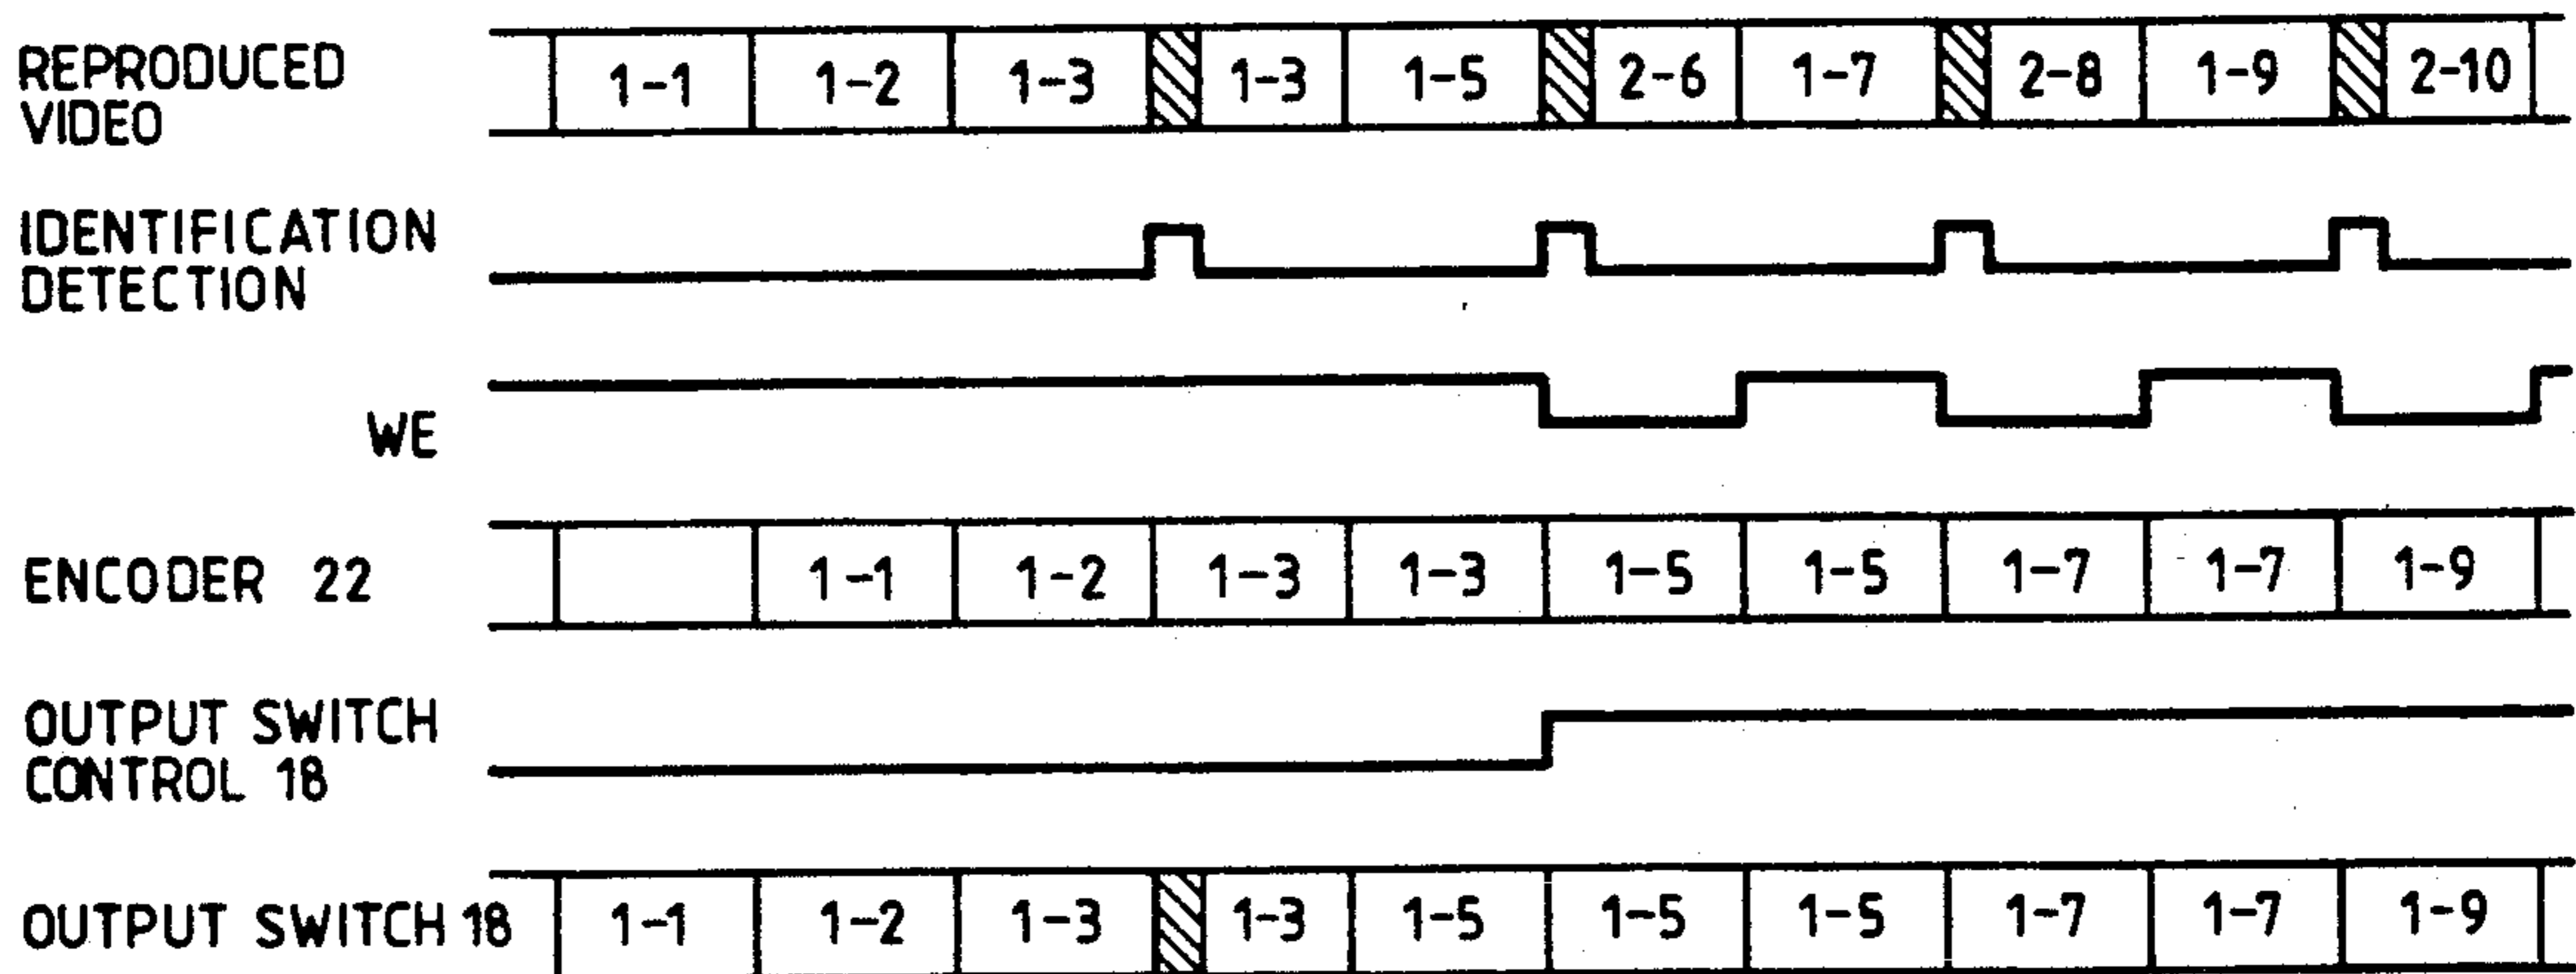 REPRODUCED
VIDEO
1-1 1-2 1-3 1-3 1-5 2-6 1-7 2-8 1-9 2-10
IDENTIFICATION
DETECTION
WE
ENCODER 22
1-1 1-2 1-3 1-3 1-5 1-5 1-7 1-7 1-9
OUTPUT SWITCH
CONTROL 18
OUTPUT SWITCH 18
1-1 1-2 1-3 1-3 1-5 1-5 1-5 1-7 1-7 1-9